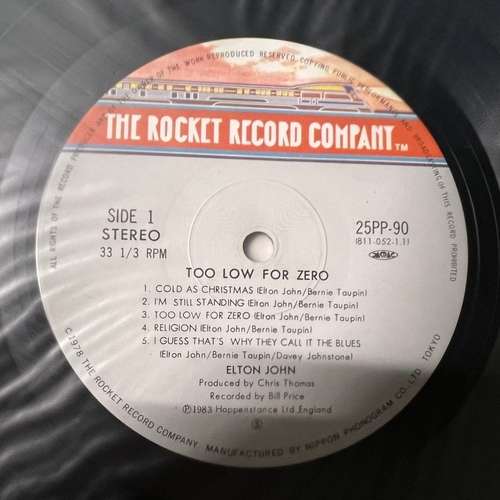 ALL RIGHTS OF THE RECORD PRODUCER AND OF THE OWNER OF THE WORK REPRODUCED RESERVED. COPYING, PUBLIC PERFORMANCE AND BROADCASTING OF THIS RECORD PROHIBITED
THE ROCKET RECORD COMPANY TM
SIDE 1
STEREO
33 1/3 RPM
25PP-90
(811-052-1.1)
TOO LOW FOR ZERO
1. COLD AS CHRISTMAS (Elton John/Bernie Taupin)
2. I'M STILL STANDING (Elton John/Bernie Taupin)
3. TOO LOW FOR ZERO (Elton John/Bernie Taupin)
4. RELIGION (Elton John/Bernie Taupin)
5. I GUESS THAT'S WHY THEY CALL IT THE BLUES
(Elton John/Bernie Taupin/Davey Johnstone)
ELTON JOHN
Produced by Chris Thomas
Recorded by Bill Price
Ⓟ1983 Happenstance Ltd. England
Ⓢ
©1978 THE ROCKET RECORD COMPANY. MANUFACTURED BY NIPPON PHONOGRAM CO., LTD. TOKYO